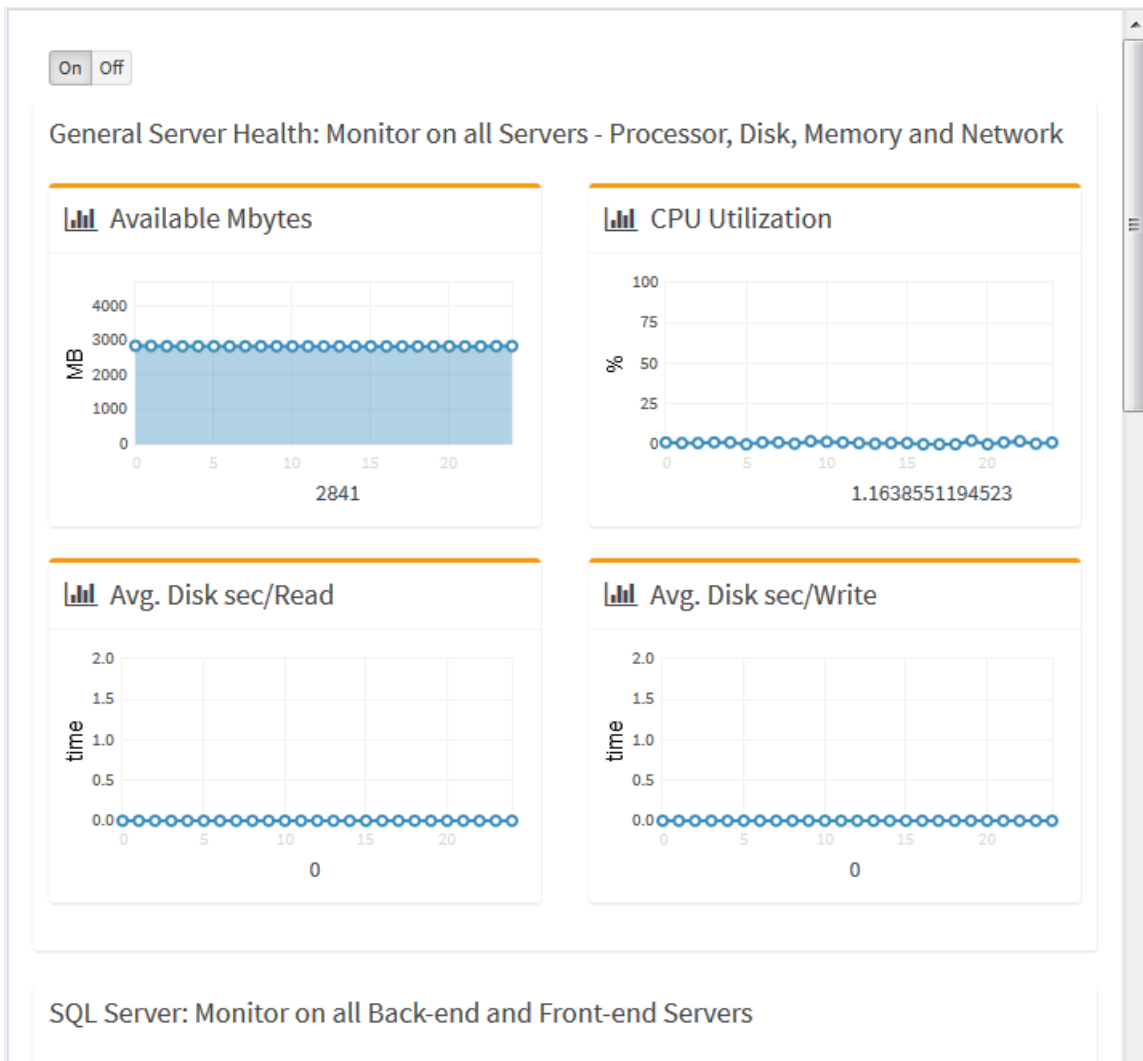 On Off
General Server Health: Monitor on all Servers - Processor, Disk, Memory and Network
Available Mbytes
4000
3000
2000
1000
0
MB
0 5 10 15 20
2841
CPU Utilization
100
75
50
25
0
%
0 5 10 15 20
1.1638551194523
Avg. Disk sec/Read
2.0
1.5
1.0
0.5
0.0
time
0 5 10 15 20
0
Avg. Disk sec/Write
2.0
1.5
1.0
0.5
0.0
time
0 5 10 15 20
0
SQL Server: Monitor on all Back-end and Front-end Servers